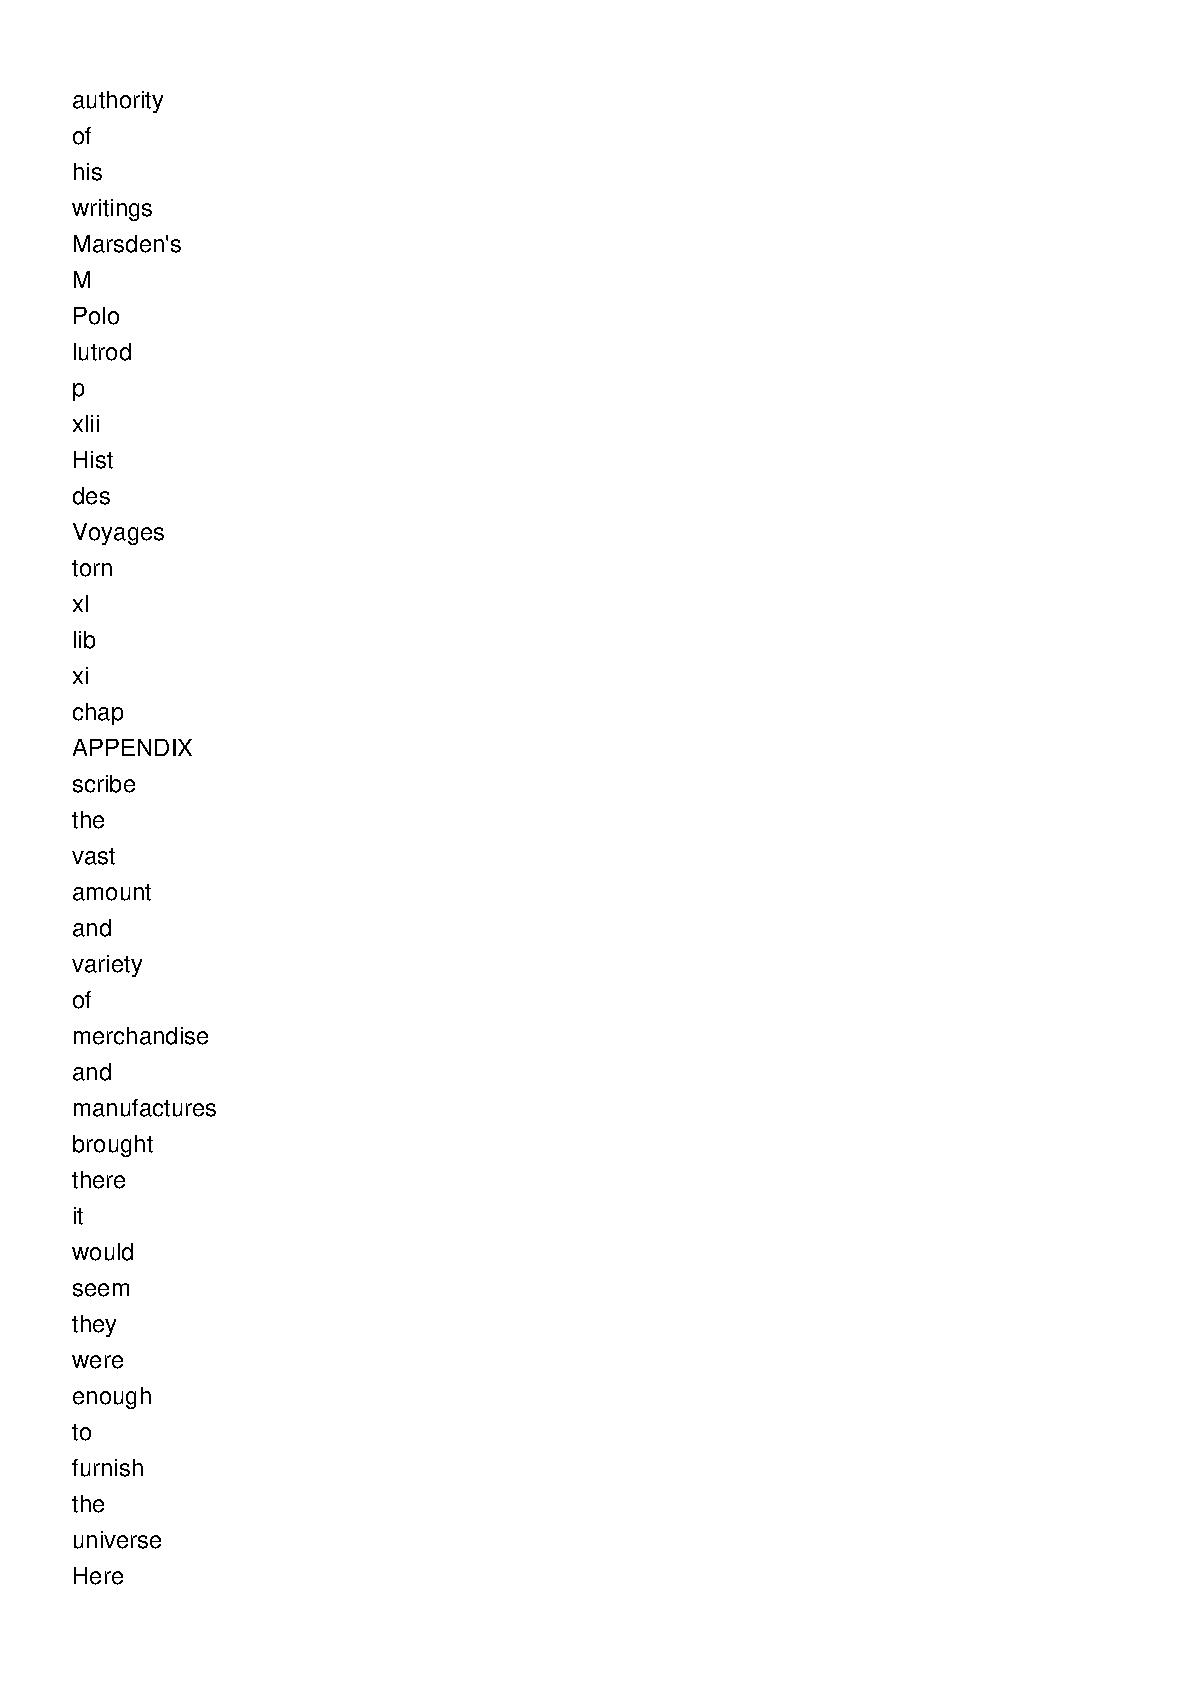 authority
of
his
writings
Marsden's
M
Polo
lutrod
p
xlii
Hist
des
Voyages
torn
xl
lib
xi
chap
APPENDIX
scribe
the
vast
amount
and
variety
of
merchandise
and
manufactures
brought
there
it
would
seem
they
were
enough
to
furnish
the
universe
Here